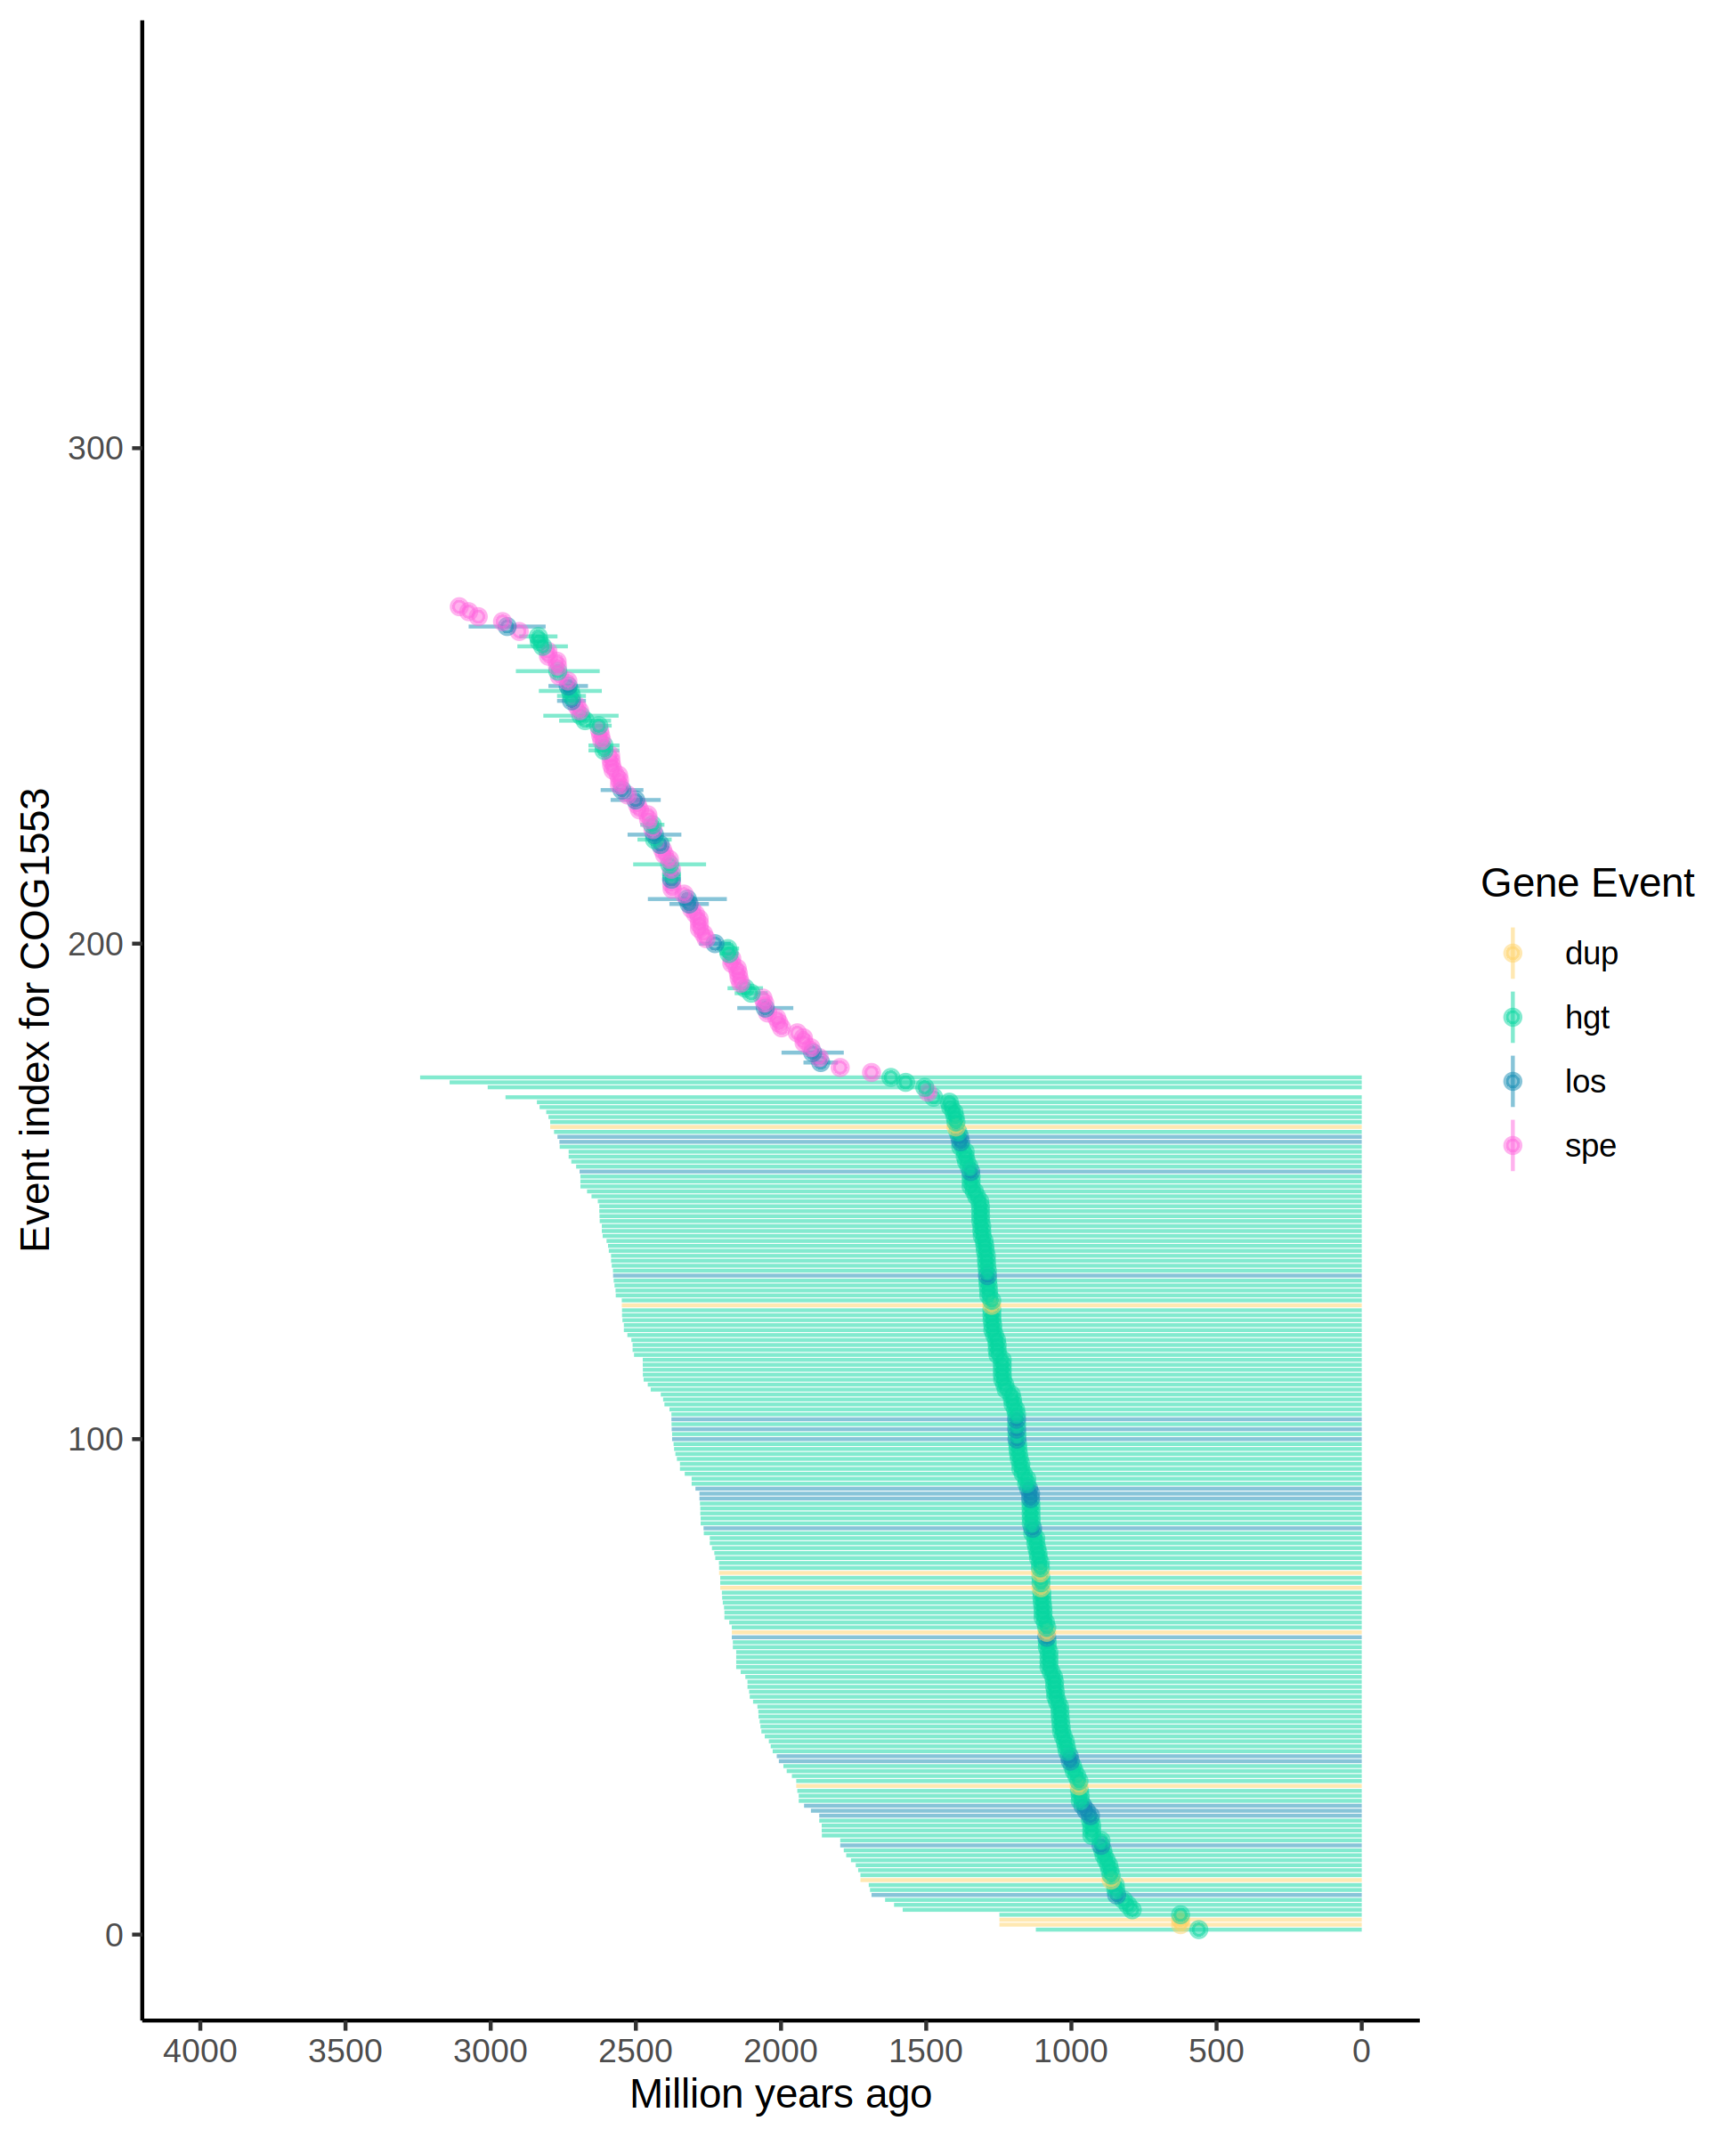 Event index for COG1553
300
200
100
0
4000 3500 3000 2500 2000 1500 1000 500 0
Million years ago
Gene Event
dup
hgt
los
spe